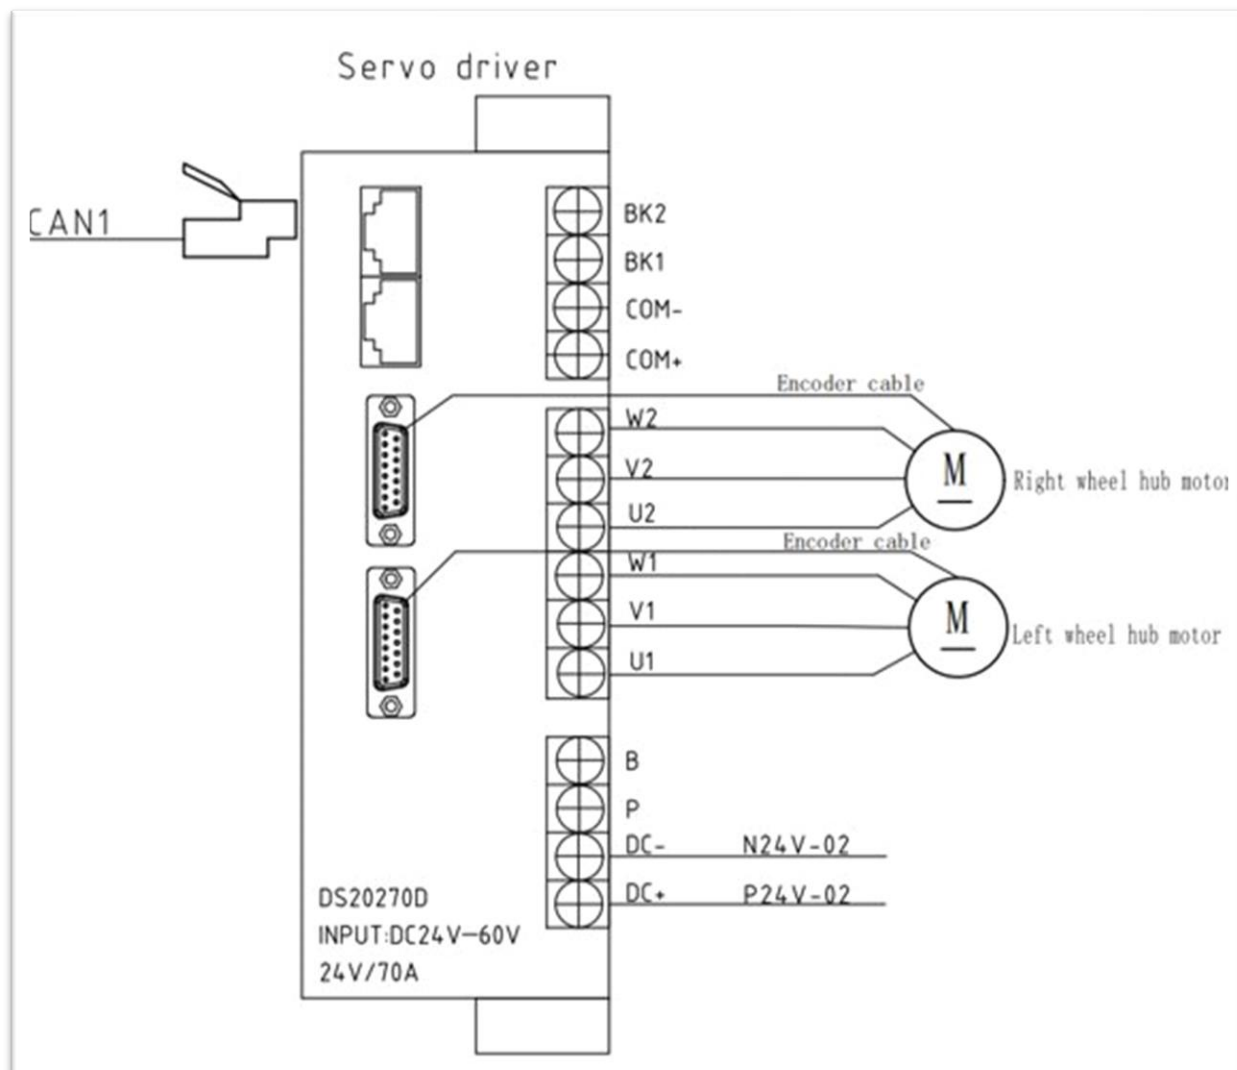 Servo driver
CAN1
BK2
BK1
COM-
COM+
Encoder cable
W2
V2
M
Right wheel hub motor
U2
Encoder cable
W1
V1
M
Left wheel hub motor
U1
B
P
DC- N24V-02
DC+ P24V-02
DS20270D
INPUT:DC24V-60V
24V/70A